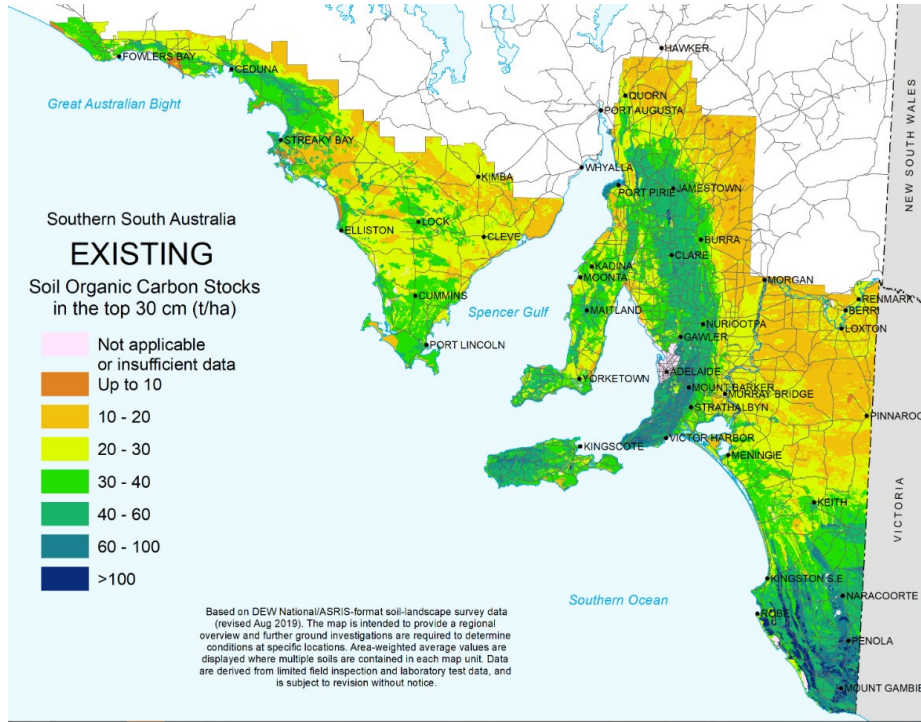 HAWKER
FOWLERS BAY
CEDUNA
QUORN
PORT AUGUSTA
Great Australian Bight
STREAKY BAY
WHYALLA
KIMBA
PORT PIRIE
JAMESTOWN
NEW SOUTH WALES
Southern South Australia
EXISTING
Soil Organic Carbon Stocks
in the top 30 cm (t/ha)
LOCK
ELLISTON
CLEVE
BURRA
CLARE
KADINA
MOONTA
MORGAN
RENMARK
BERRI
LOXTON
CUMMINS
Spencer Gulf
MAITLAND
NURIOOTPA
GAWLER
PORT LINCOLN
Not applicable
or insufficient data
Up to 10
10 - 20
20 - 30
30 - 40
40 - 60
60 - 100
>100
YORKETOWN
ADELAIDE
MOUNT BARKER
MURRAY BRIDGE
STRATHALBYN
PINNAROO
VICTOR HARBOR
KINGSCOTE
MENINGIE
VICTORIA
KEITH
Southern Ocean
KINGSTON S.E.
NARACOORTE
ROBE
PENOLA
MOUNT GAMBIE
Based on DEW National/ASRIS-format soil-landscape survey data
(revised Aug 2019). The map is intended to provide a regional
overview and further ground investigations are required to determine
conditions at specific locations. Area-weighted average values are
displayed where multiple soils are contained in each map unit. Data
are derived from limited field inspection and laboratory test data, and
is subject to revision without notice.